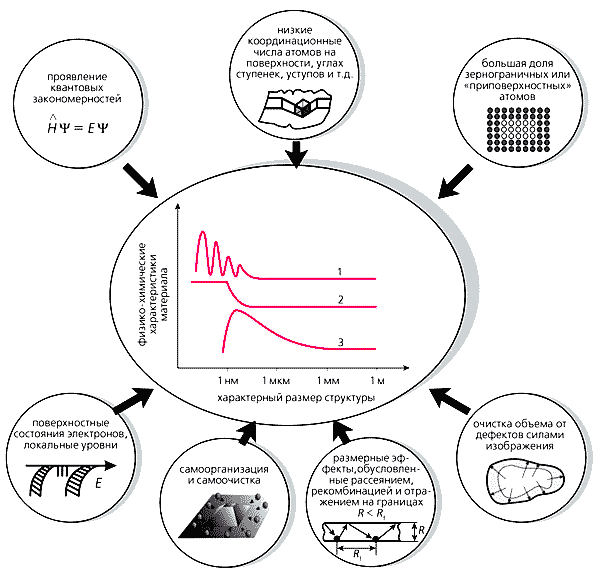 проявление
квантовых
закономерностей
ĤΨ = EΨ
низкие
координационные
числа атомов на
поверхности, углах
ступенек, уступов и т.д.
большая доля
зернограничных или
«приповерхностных»
атомов
физико-химические
характеристики
материала
1
2
3
1 нм 1 мкм 1 мм 1 м
характерный размер структуры
поверхностные
состояния электронов,
локальные уровни
E
самоорганизация
и самоочистка
размерные эф-
фекты,обусловлен-
ные рассеянием,
рекомбинацией и отра-
жением на границах
R < R₁
R
R₁
очистка объема от
дефектов силами
изображения